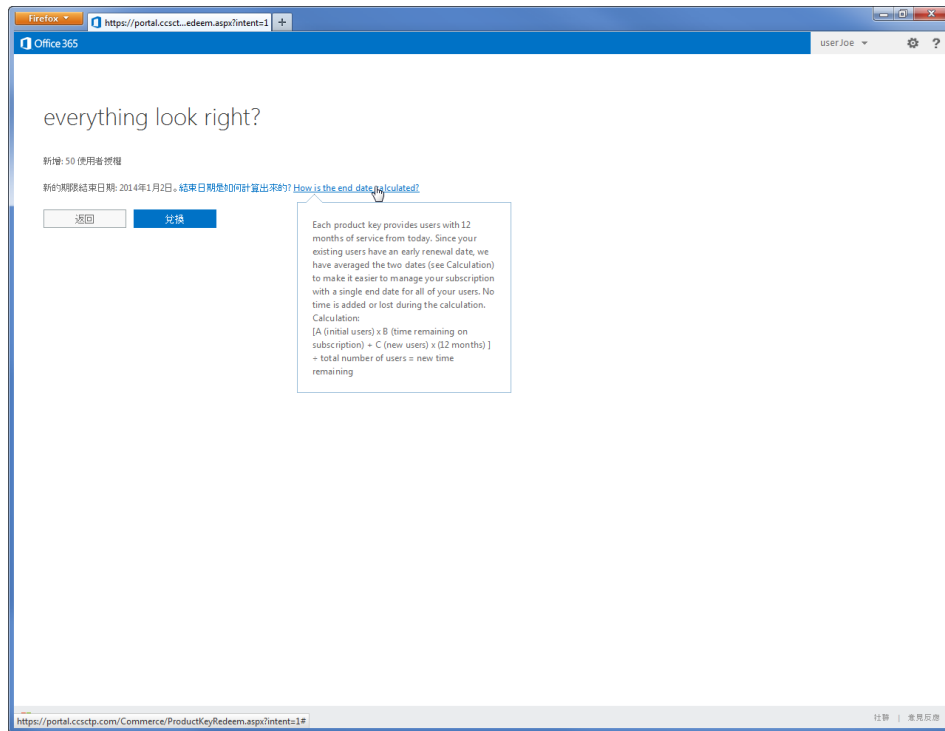 Firefox
https://portal.ccsct...edeem.aspx?intent=1
Office 365
userJoe
?
everything look right?
新增: 50 使用者授權
新的期限結束日期: 2014年1月2日。結束日期是如何計算出來的? How is the end date calculated?
返回
兌換
Each product key provides users with 12
months of service from today. Since your
existing users have an early renewal date, we
have averaged the two dates (see Calculation)
to make it easier to manage your subscription
with a single end date for all of your users. No
time is added or lost during the calculation.
Calculation:
[A (initial users) x B (time remaining on
subscription) + C (new users) x (12 months) ]
÷ total number of users = new time
remaining
https://portal.ccsctp.com/Commerce/ProductKeyRedeem.aspx?intent=1#
社群 | 意見反應